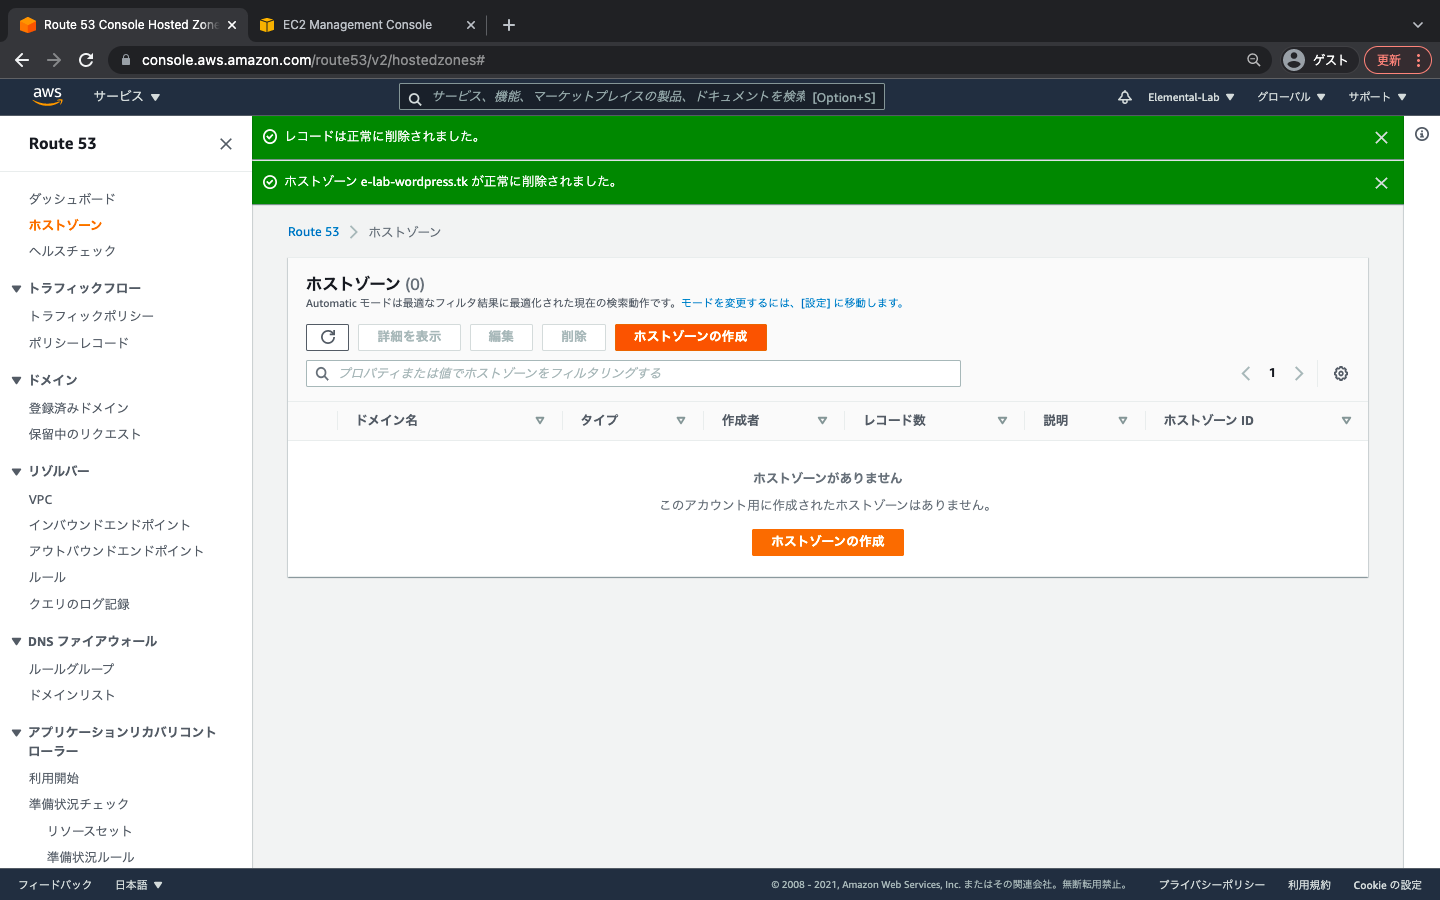 Route 53 Console Hosted Zone
EC2 Management Console
console.aws.amazon.com/route53/v2/hostedzones#
ゲスト
更新
aws
サービス
サービス、機能、マーケットプレイスの製品、ドキュメントを検索 [Option+S]
Elemental-Lab
グローバル
サポート
Route 53
ダッシュボード
ホストゾーン
ヘルスチェック
トラフィックフロー
トラフィックポリシー
ポリシーレコード
ドメイン
登録済みドメイン
保留中のリクエスト
リゾルバー
VPC
インバウンドエンドポイント
アウトバウンドエンドポイント
ルール
クエリのログ記録
DNS ファイアウォール
ルールグループ
ドメインリスト
アプリケーションリカバリコント
ローラー
利用開始
準備状況チェック
リソースセット
準備状況ルール
レコードは正常に削除されました。
ホストゾーン e-lab-wordpress.tk が正常に削除されました。
Route 53
ホストゾーン
ホストゾーン (0)
Automatic モードは最適なフィルタ結果に最適化された現在の検索動作です。モードを変更するには、[設定] に移動します。
詳細を表示
編集
削除
ホストゾーンの作成
プロパティまたは値でホストゾーンをフィルタリングする
1
ドメイン名
タイプ
作成者
レコード数
説明
ホストゾーン ID
ホストゾーンがありません
このアカウント用に作成されたホストゾーンはありません。
ホストゾーンの作成
フィードバック
日本語
© 2008 - 2021, Amazon Web Services, Inc. またはその関連会社。無断転用禁止。
プライバシーポリシー
利用規約
Cookie の設定